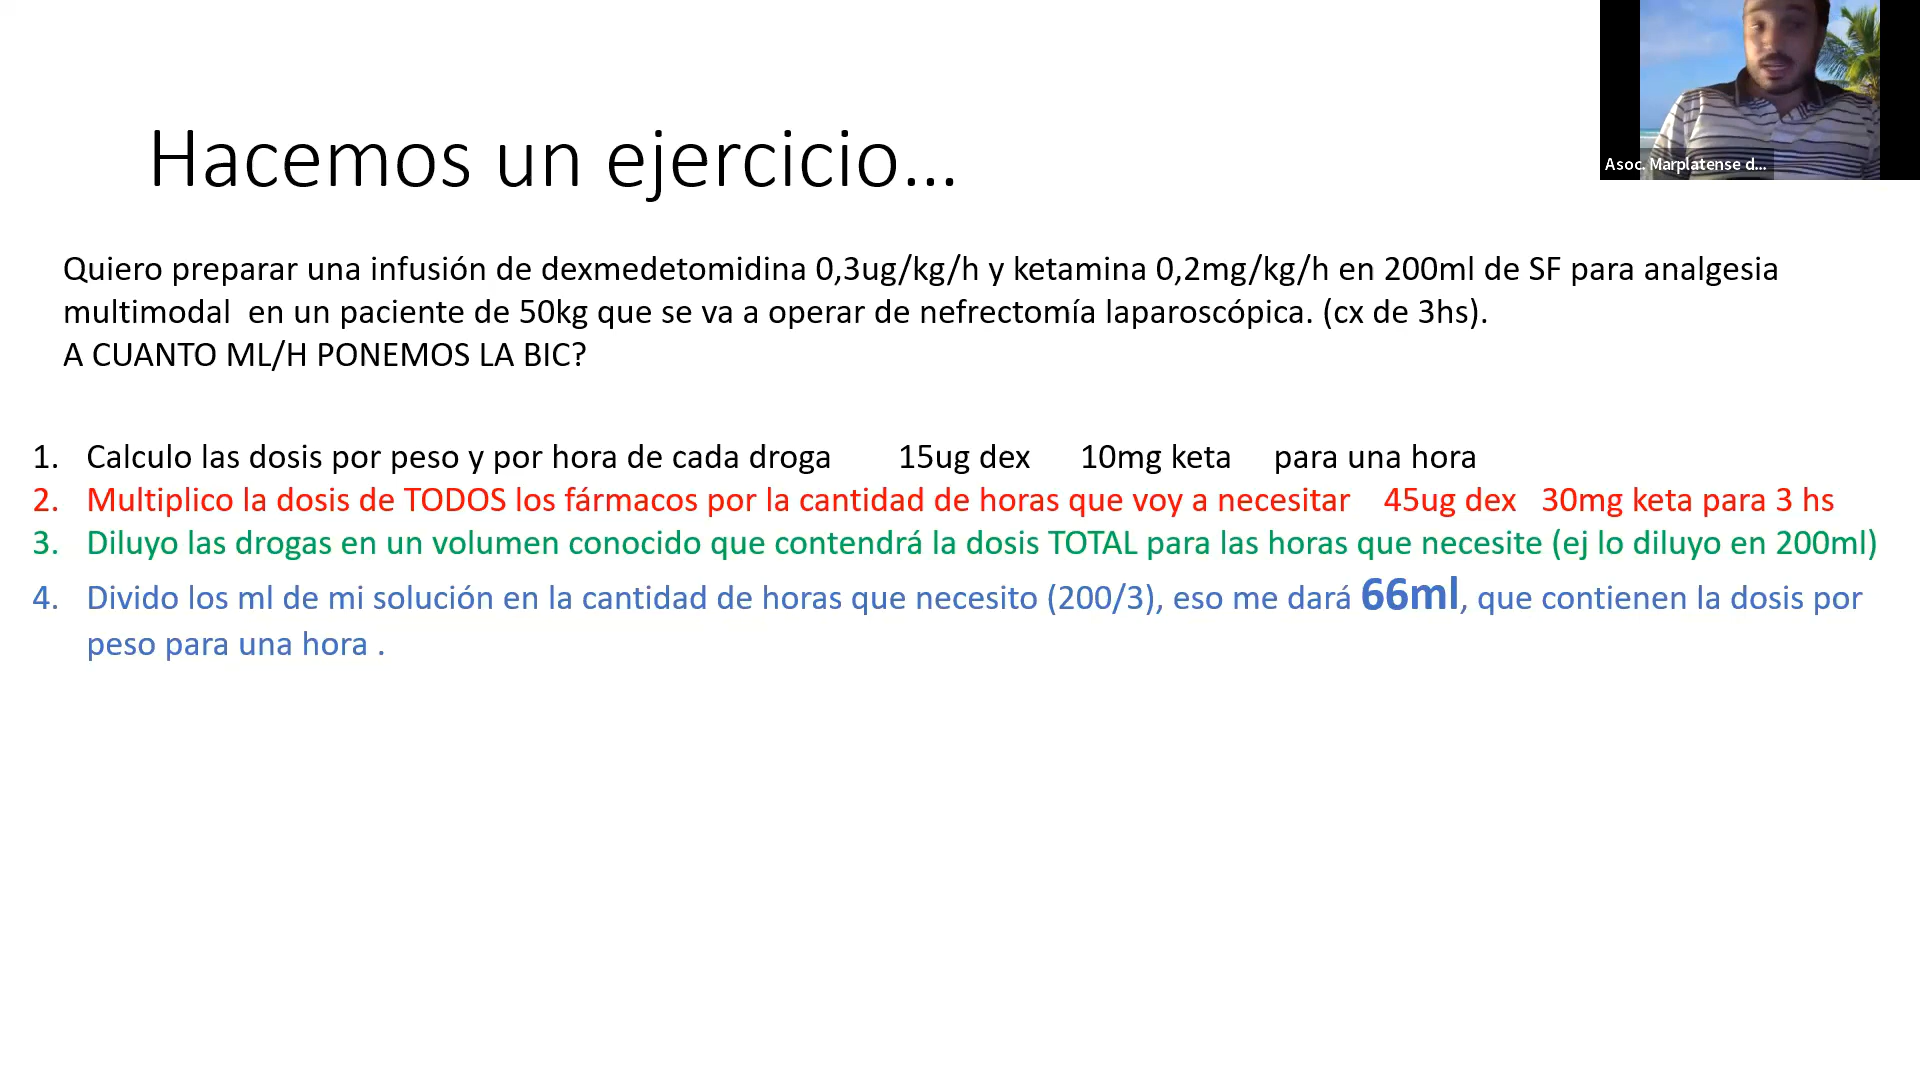 Asoc. Marplatense d...
Hacemos un ejercicio...
Quiero preparar una infusión de dexmedetomidina 0,3ug/kg/h y ketamina 0,2mg/kg/h en 200ml de SF para analgesia
multimodal en un paciente de 50kg que se va a operar de nefrectomía laparoscópica. (cx de 3hs).
A CUANTO ML/H PONEMOS LA BIC?
1. Calculo las dosis por peso y por hora de cada droga 15ug dex 10mg keta para una hora
2. Multiplico la dosis de TODOS los fármacos por la cantidad de horas que voy a necesitar 45ug dex 30mg keta para 3 hs
3. Diluyo las drogas en un volumen conocido que contendrá la dosis TOTAL para las horas que necesite (ej lo diluyo en 200ml)
4. Divido los ml de mi solución en la cantidad de horas que necesito (200/3), eso me dará 66ml, que contienen la dosis por
peso para una hora .